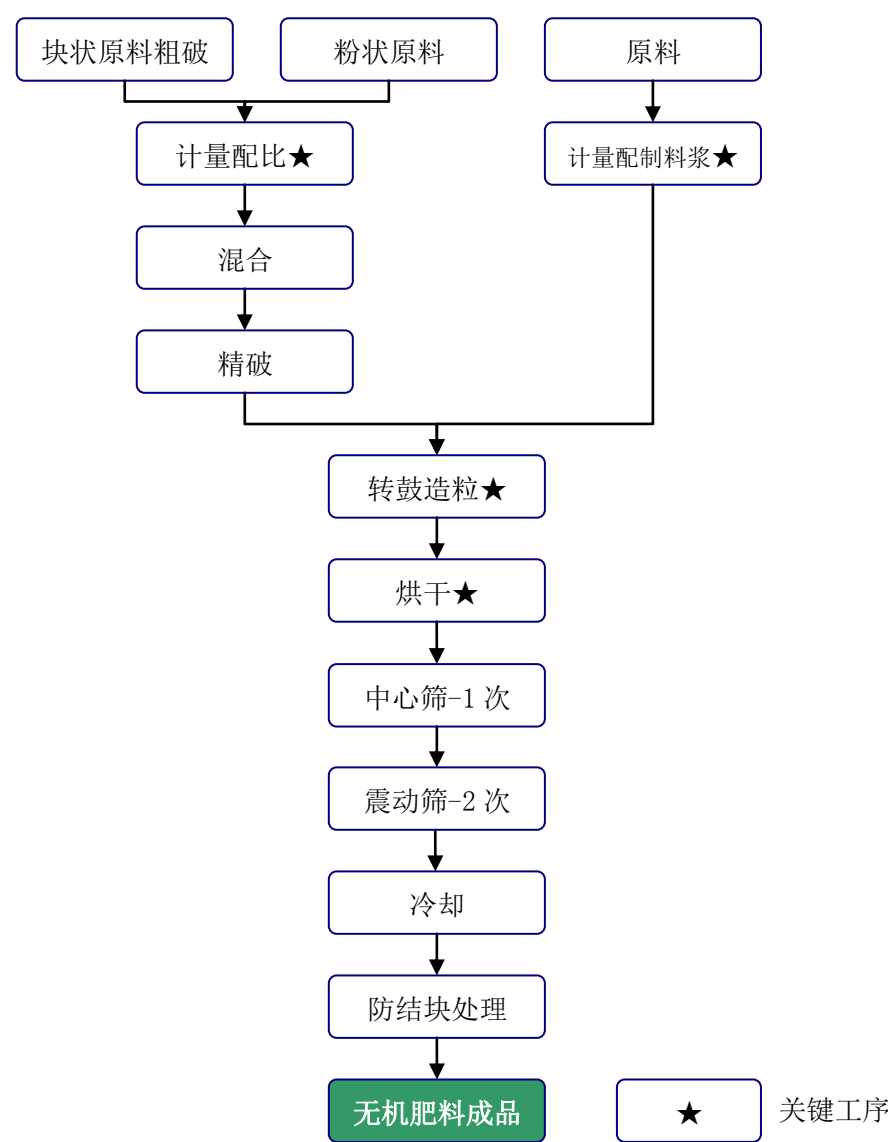 块状原料粗破
粉状原料
原料
计量配比★
计量配制料浆★
混合
精破
转鼓造粒★
烘干★
中心筛-1 次
震动筛-2 次
冷却
防结块处理
无机肥料成品
★
关键工序